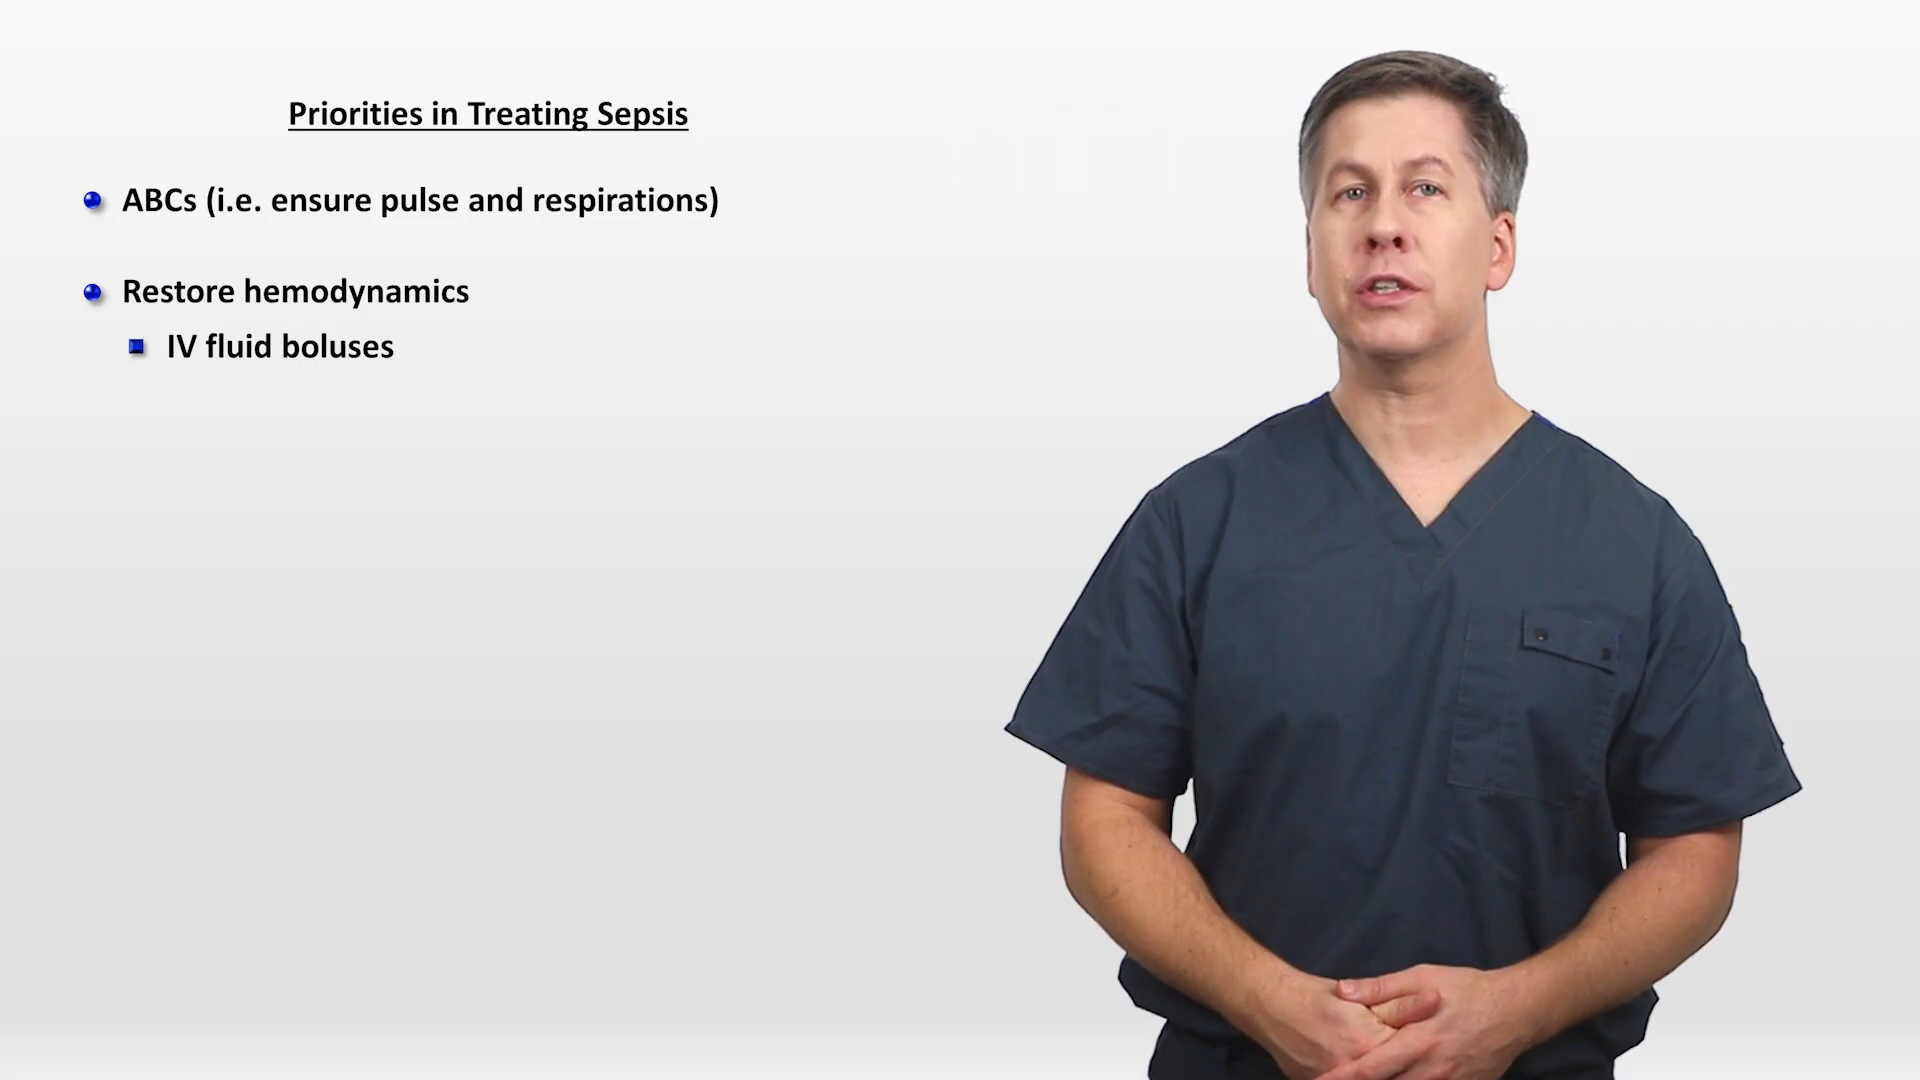 Priorities in Treating Sepsis
ABCs (i.e. ensure pulse and respirations)
Restore hemodynamics
IV fluid boluses